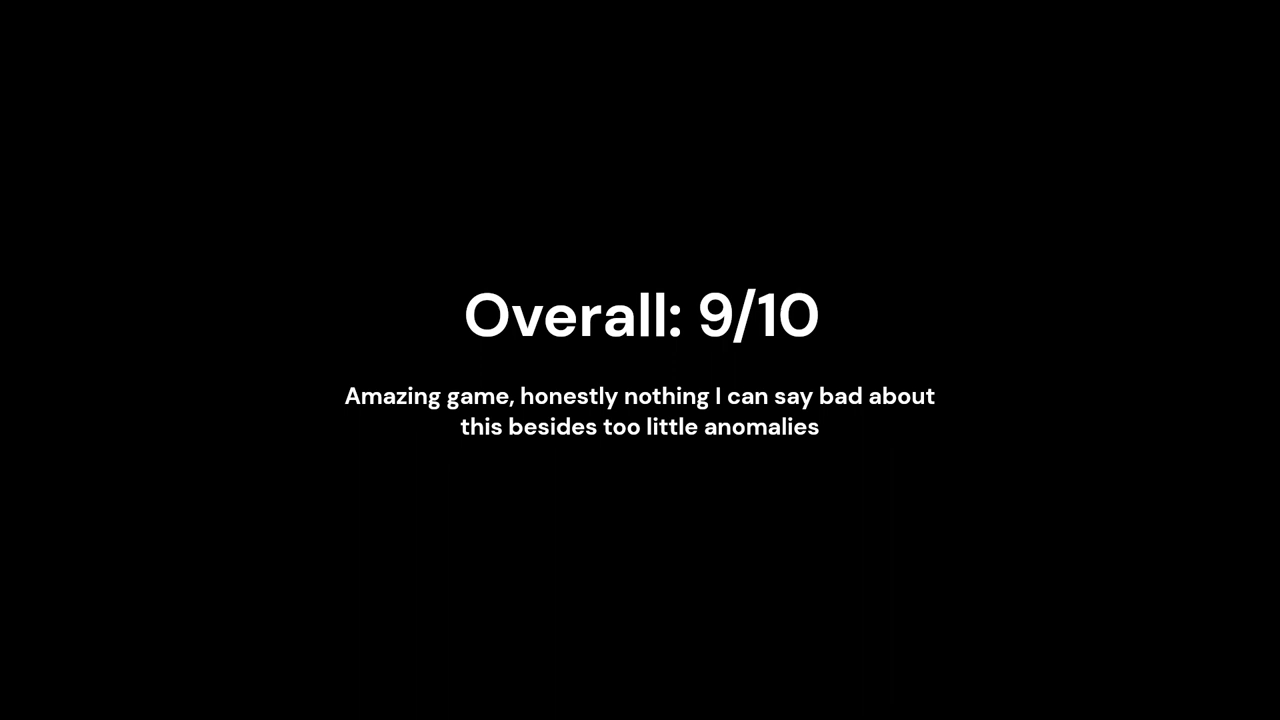 Overall: 9/10
Amazing game, honestly nothing I can say bad about
this besides too little anomalies